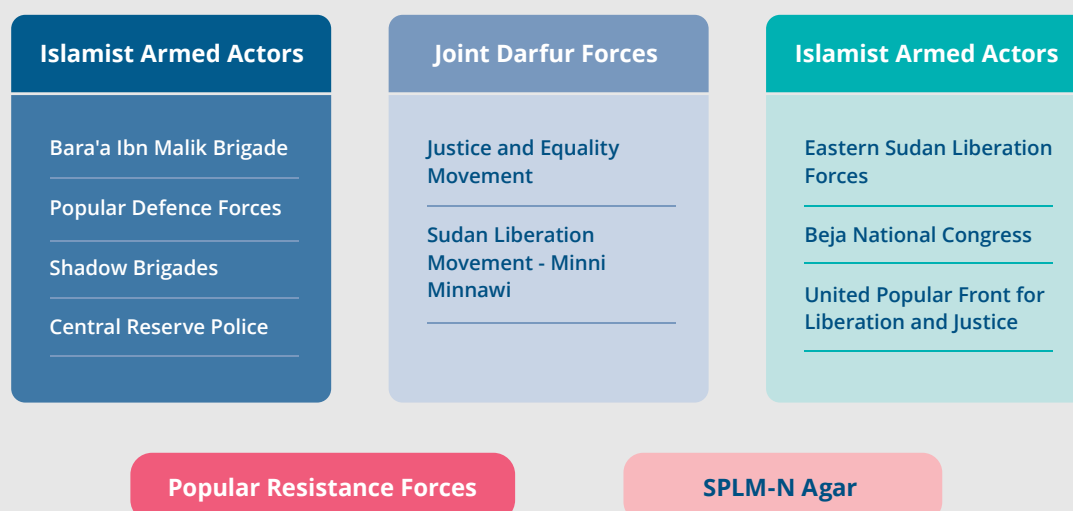 Islamist Armed Actors
Bara'a Ibn Malik Brigade
Popular Defence Forces
Shadow Brigades
Central Reserve Police
Joint Darfur Forces
Justice and Equality
Movement
Sudan Liberation
Movement - Minni
Minnawi
Islamist Armed Actors
Eastern Sudan Liberation
Forces
Beja National Congress
United Popular Front for
Liberation and Justice
Popular Resistance Forces
SPLM-N Agar